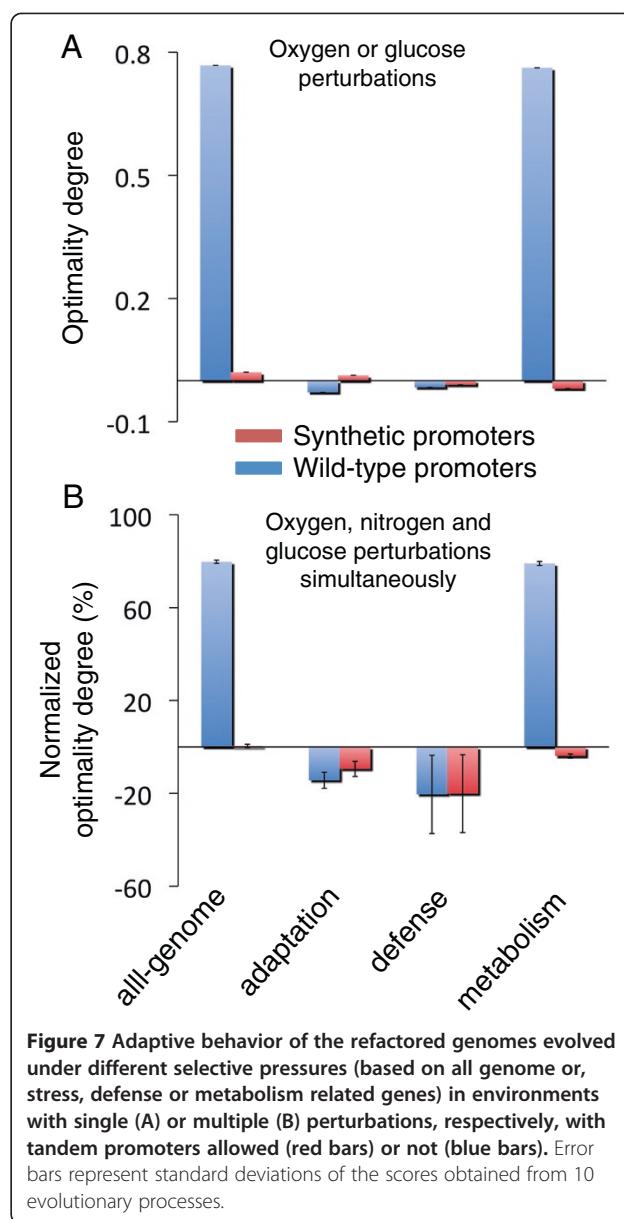 A
Oxygen or glucose
perturbations
Optimality degree
0.8
0.5
0.2
-0.1
Synthetic promoters
Wild-type promoters
B
Oxygen, nitrogen and
glucose perturbations
simultaneously
Normalized
optimality degree (%)
100
60
20
-20
-60
alll-genome
adaptation
defense
metabolism
Figure 7 Adaptive behavior of the refactored genomes evolved
under different selective pressures (based on all genome or,
stress, defense or metabolism related genes) in environments
with single (A) or multiple (B) perturbations, respectively, with
tandem promoters allowed (red bars) or not (blue bars). Error
bars represent standard deviations of the scores obtained from 10
evolutionary processes.